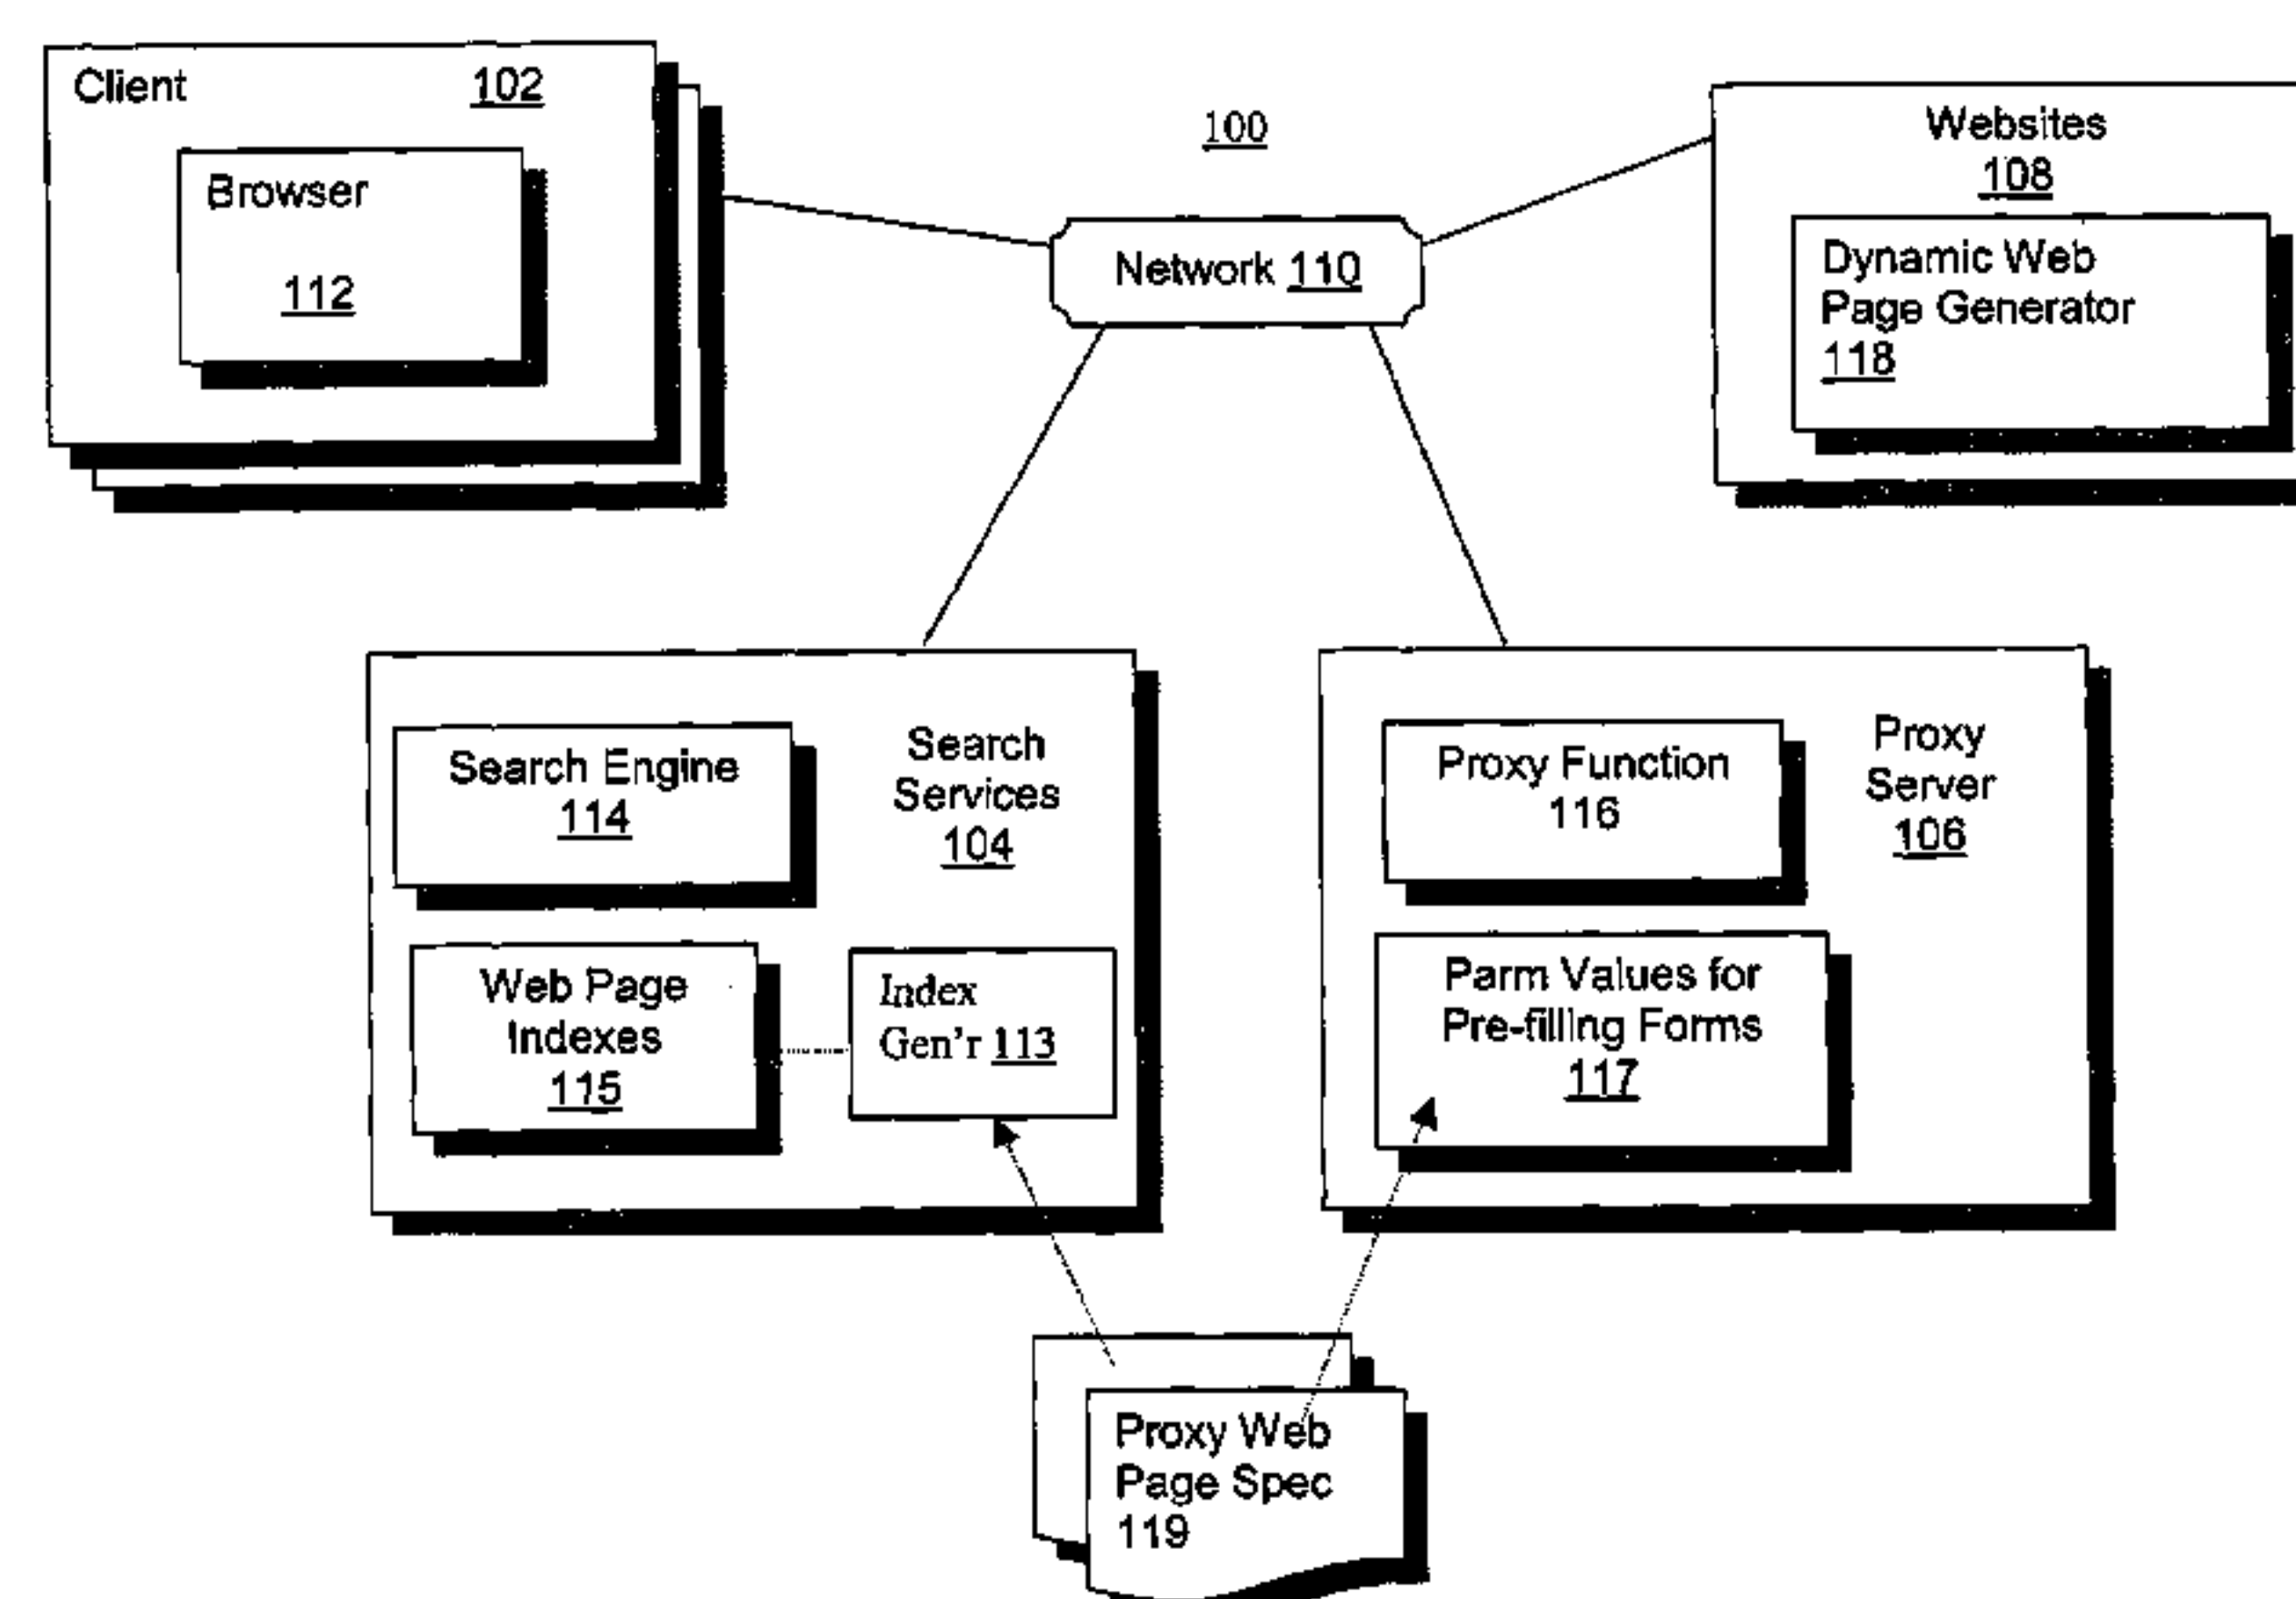 Client 102
Browser
112
100
Network 110
Websites
108
Dynamic Web
Page Generator
118
Search Engine
114
Search
Services
104
Web Page
Indexes
115
Index
Gen'r 113
Proxy Function
116
Proxy
Server
106
Parm Values for
Pre-filling Forms
117
Proxy Web
Page Spec
119